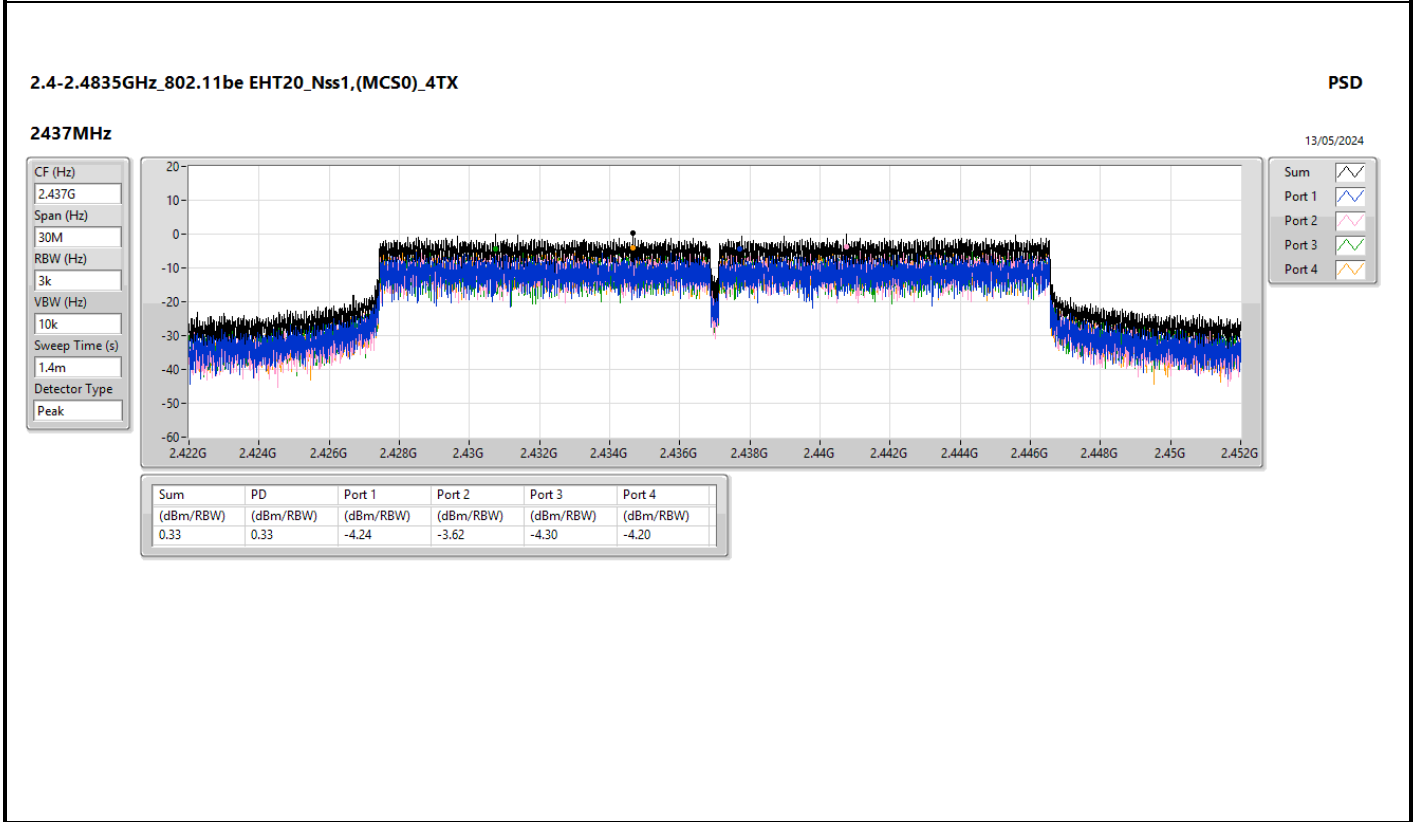 2.4-2.4835GHz_802.11be EHT20_Nss1,(MCS0)_4TX PSD
2437MHz
13/05/2024
CF (Hz)
2.437G
Span (Hz)
30M
RBW (Hz)
3k
VBW (Hz)
10k
Sweep Time (s)
1.4m
Detector Type
Peak
20
10
0
-10
-20
-30
-40
-50
-60
2.422G 2.424G 2.426G 2.428G 2.43G 2.432G 2.434G 2.436G 2.438G 2.44G 2.442G 2.444G 2.446G 2.448G 2.45G 2.452G
Sum
Port 1
Port 2
Port 3
Port 4
Sum PD Port 1 Port 2 Port 3 Port 4
(dBm/RBW) (dBm/RBW) (dBm/RBW) (dBm/RBW) (dBm/RBW) (dBm/RBW)
0.33 0.33 -4.24 -3.62 -4.30 -4.20